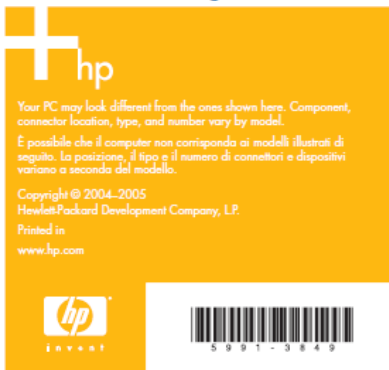 hp
Your PC may look different from the ones shown here. Component,
connector location, type, and number vary by model.
È possibile che il computer non corrisponda ai modelli illustrati di
seguito. La posizione, il tipo e il numero di connettori e dispositivi
variano a seconda del modello.
Copyright © 2004–2005
Hewlett-Packard Development Company, L.P.
Printed in
www.hp.com
hp
invent
5991-3849